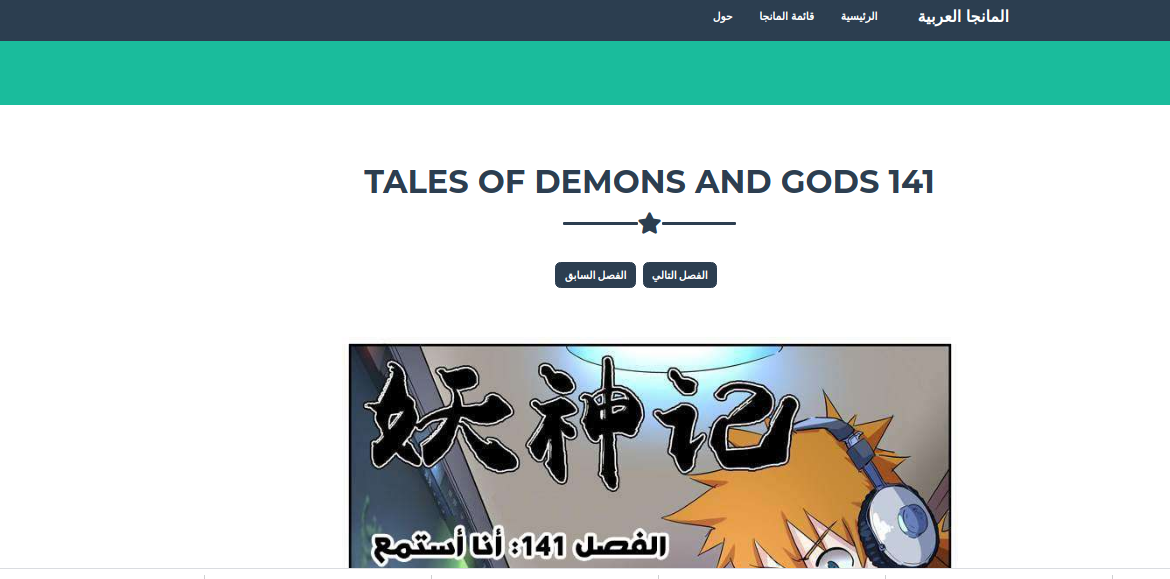 المانجا العربية
الرئيسية
قائمة المانجا
حول
TALES OF DEMONS AND GODS 141
الفصل التالي
الفصل السابق
妖神记
الفصل 141: أنا أستمع